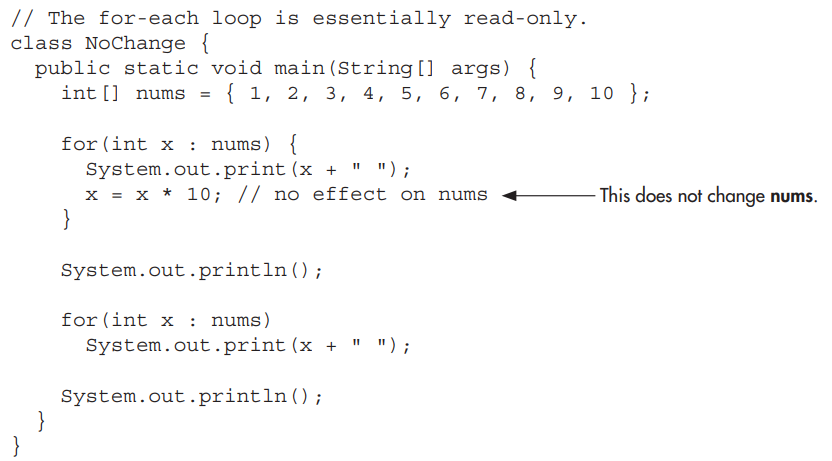 // The for-each loop is essentially read-only.
class NoChange {
  public static void main(String[] args) {
    int[] nums = { 1, 2, 3, 4, 5, 6, 7, 8, 9, 10 };
    for(int x : nums) {
      System.out.print(x + " ");
      x = x * 10; // no effect on nums This does not change nums.
    }
    System.out.println();
    for(int x : nums)
      System.out.print(x + " ");
    System.out.println();
  }
}